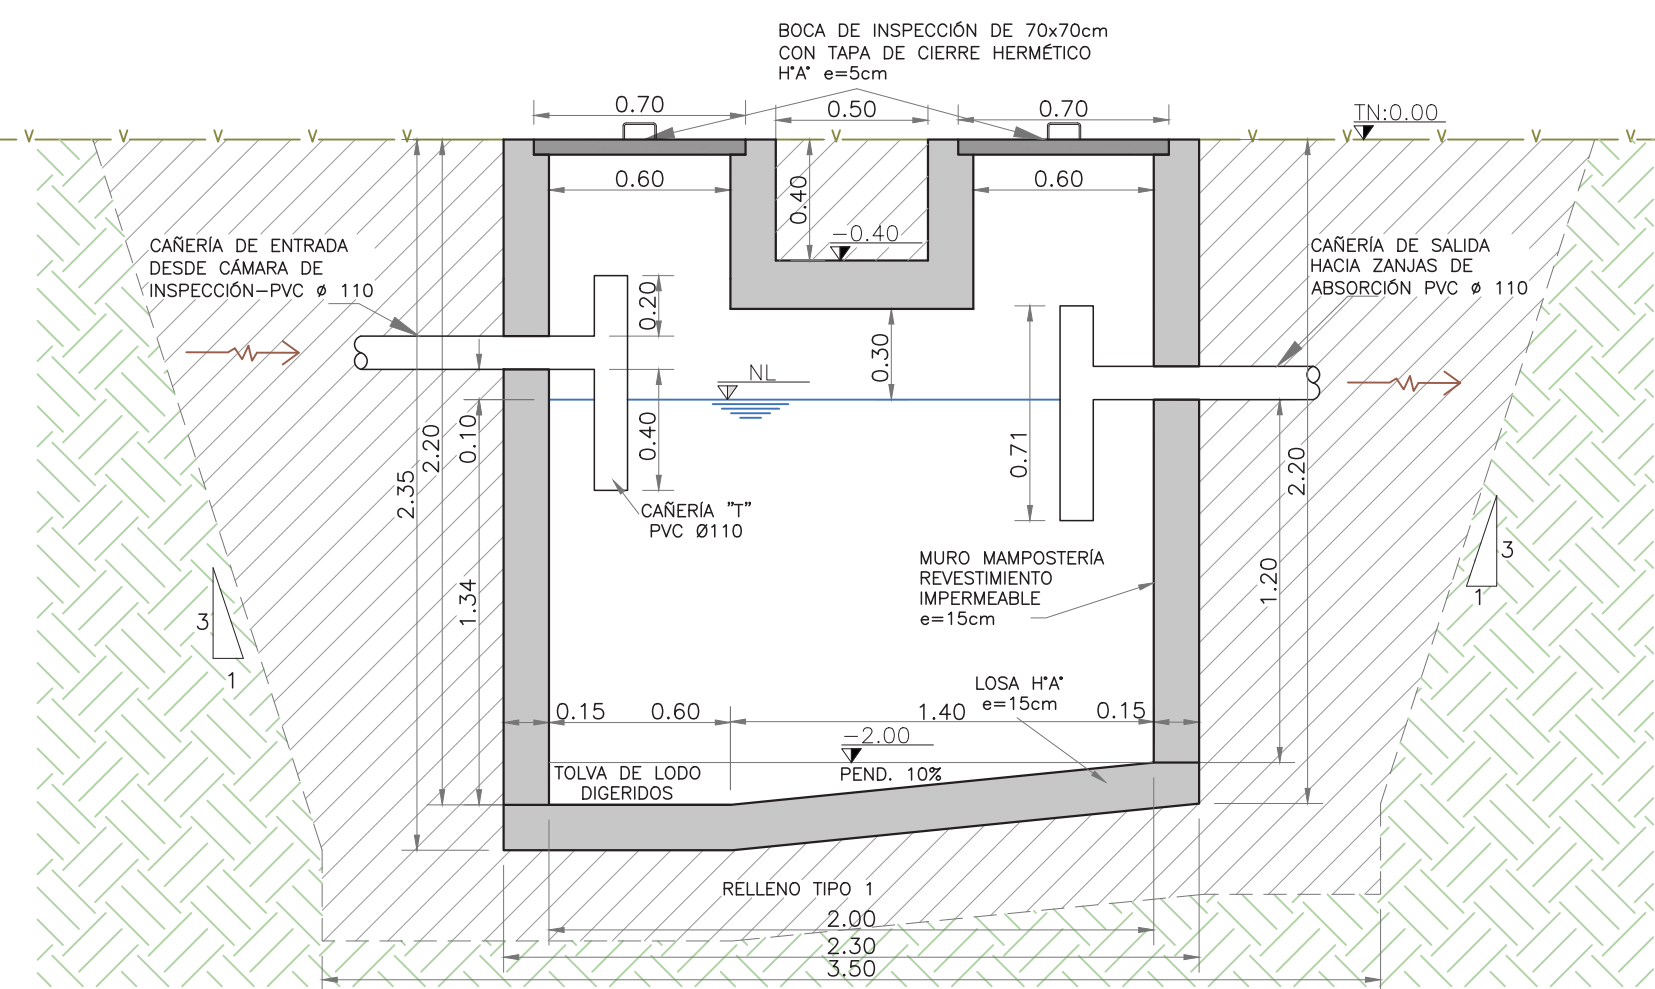 BOCA DE INSPECCIÓN DE 70x70cm
CON TAPA DE CIERRE HERMÉTICO
H°A° e=5cm
0.70
0.50
0.70
TN:0.00
0.60
0.40
0.60
-0.40
CAÑERÍA DE ENTRADA
DESDE CÁMARA DE
INSPECCIÓN-PVC ø 110
CAÑERÍA DE SALIDA
HACIA ZANJAS DE
ABSORCIÓN PVC ø 110
0.20
0.30
NL
0.10
2.20
2.35
0.40
0.71
2.20
CAÑERÍA "T"
PVC Ø110
MURO MAMPOSTERÍA
REVESTIMIENTO
IMPERMEABLE
e=15cm
3
1
1.34
1.20
3
1
LOSA H°A°
e=15cm
0.15
0.60
1.40
0.15
-2.00
TOLVA DE LODO
DIGERIDOS
PEND. 10%
RELLENO TIPO 1
2.00
2.30
3.50